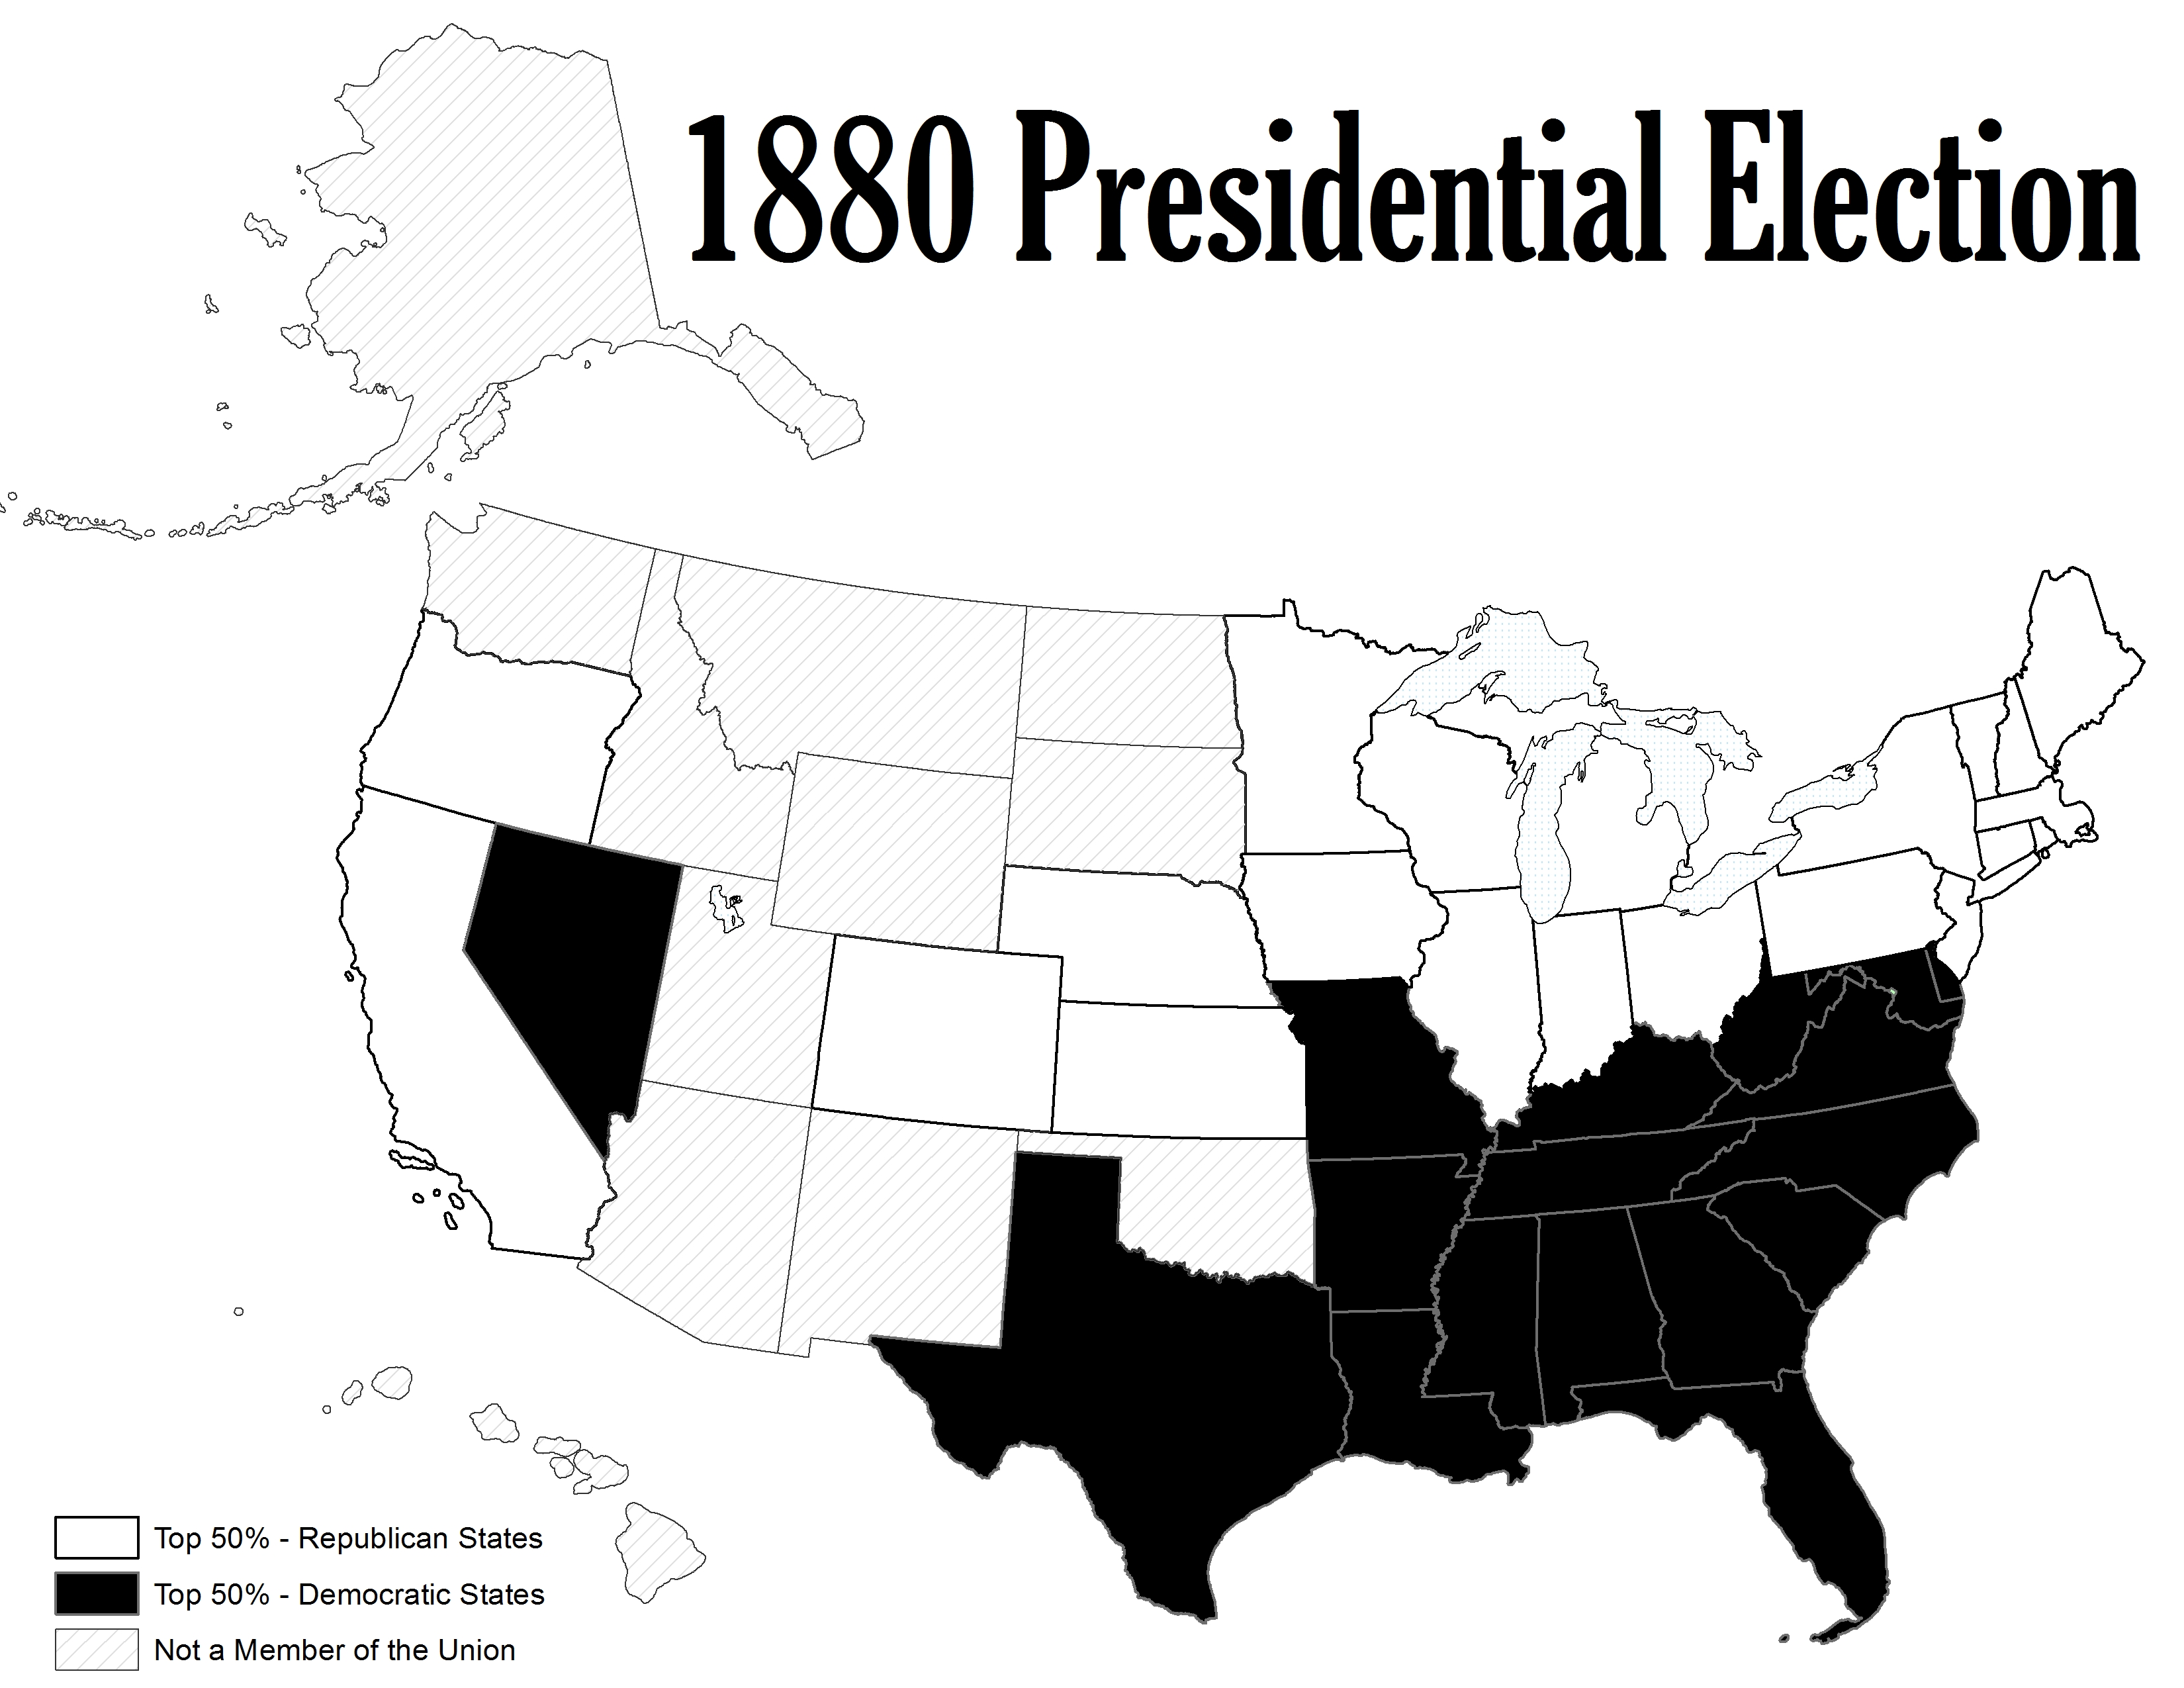 1880 Presidential Election
Top 50% - Republican States
Top 50% - Democratic States
Not a Member of the Union